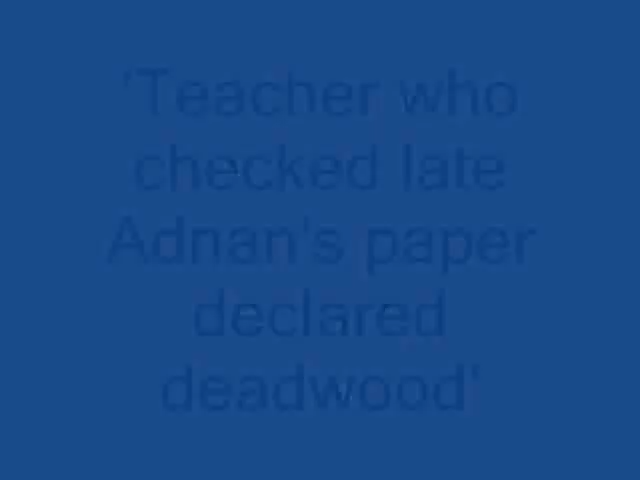 'Teacher who
checked late
Adnan's paper
declared
deadwood'